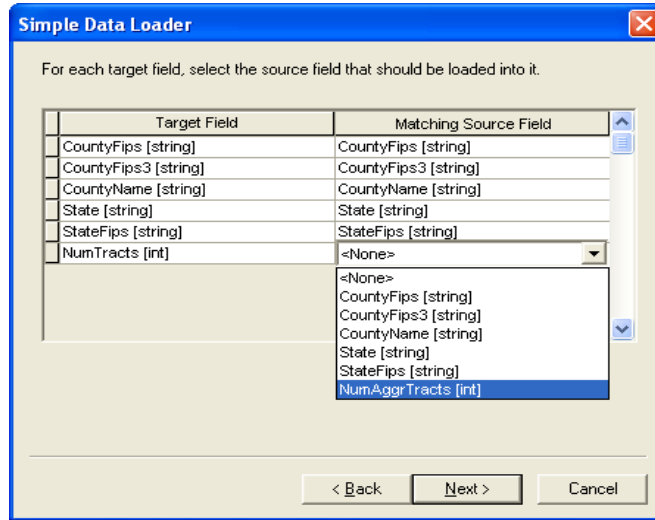 Simple Data Loader
For each target field, select the source field that should be loaded into it.
Target Field Matching Source Field
CountyFips [string] CountyFips [string]
CountyFips3 [string] CountyFips3 [string]
CountyName [string] CountyName [string]
State [string] State [string]
StateFips [string] StateFips [string]
NumTracts [int] <None>
<None>
CountyFips [string]
CountyFips3 [string]
CountyName [string]
State [string]
StateFips [string]
NumAggrTracts [int]
< Back Next > Cancel